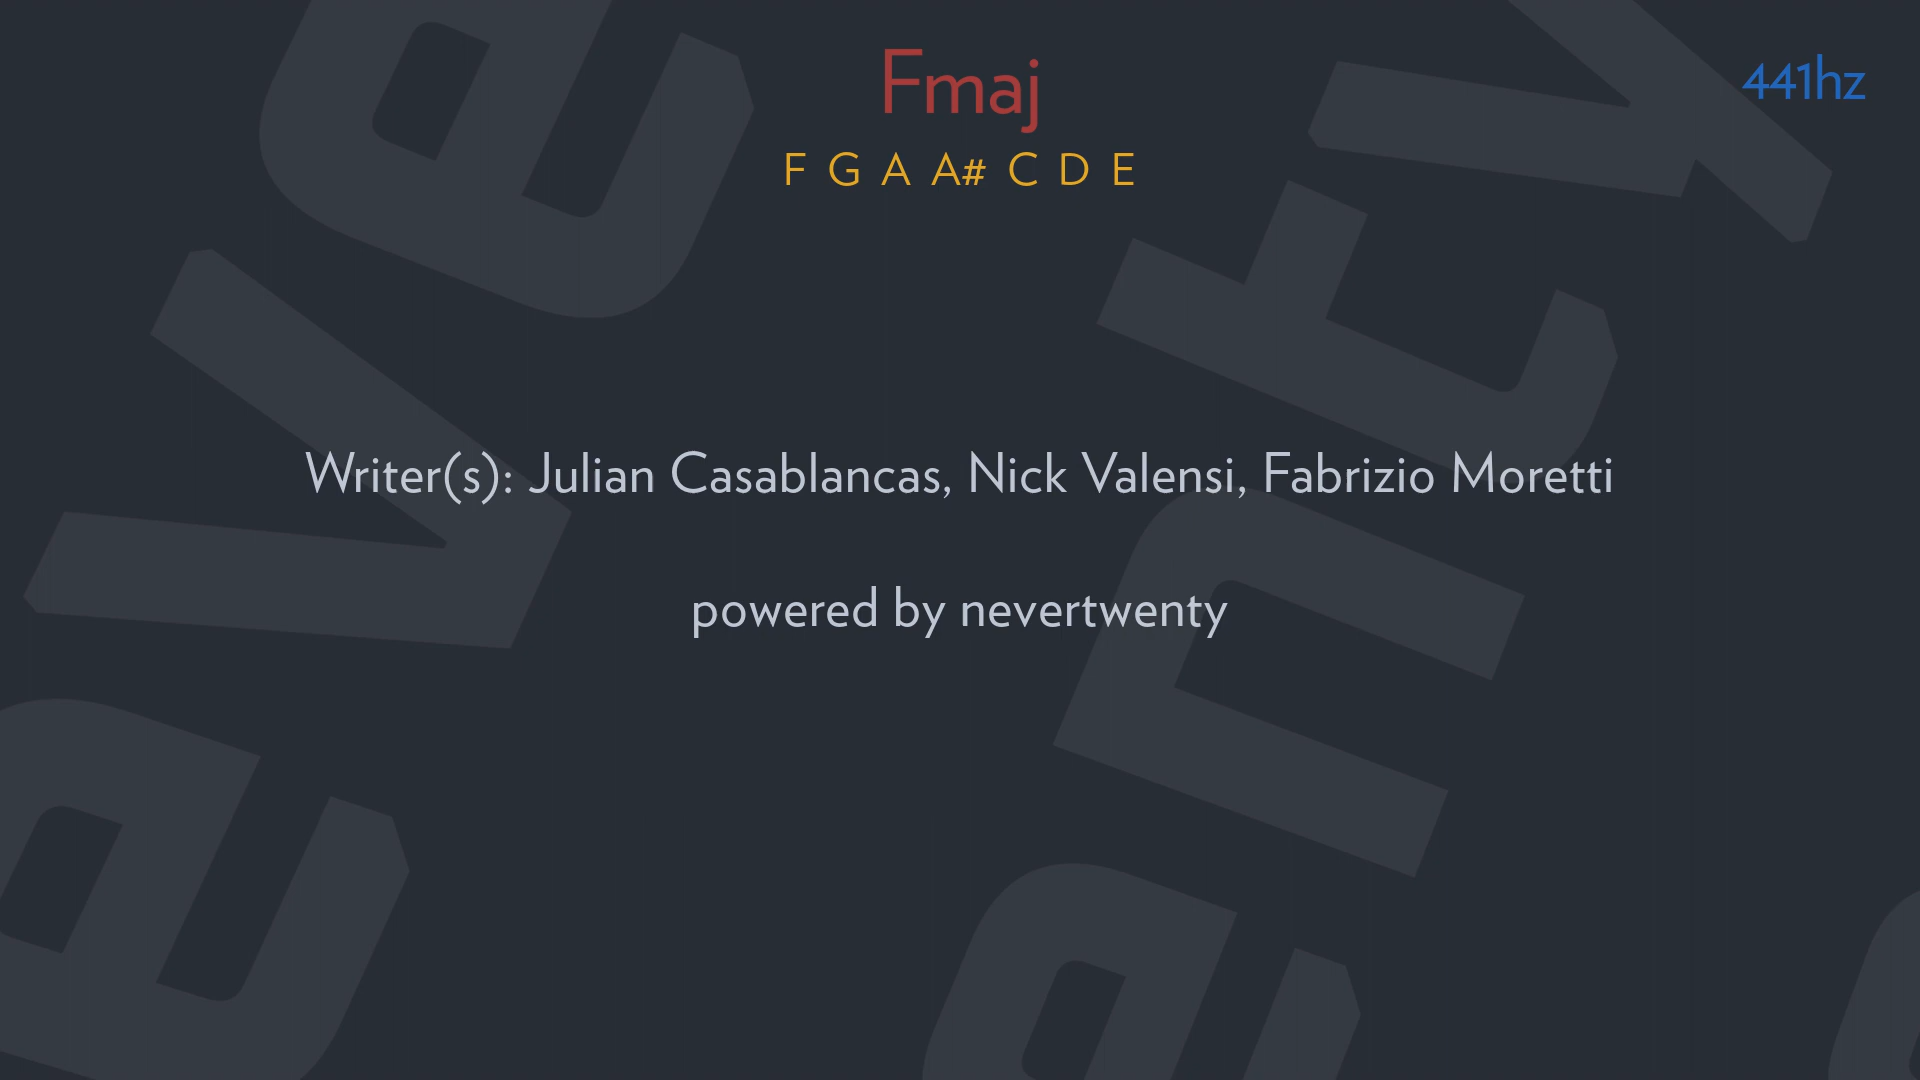 Fmaj
441hz
F G A A# C D E
Writer(s): Julian Casablancas, Nick Valensi, Fabrizio Moretti
powered by nevertwenty